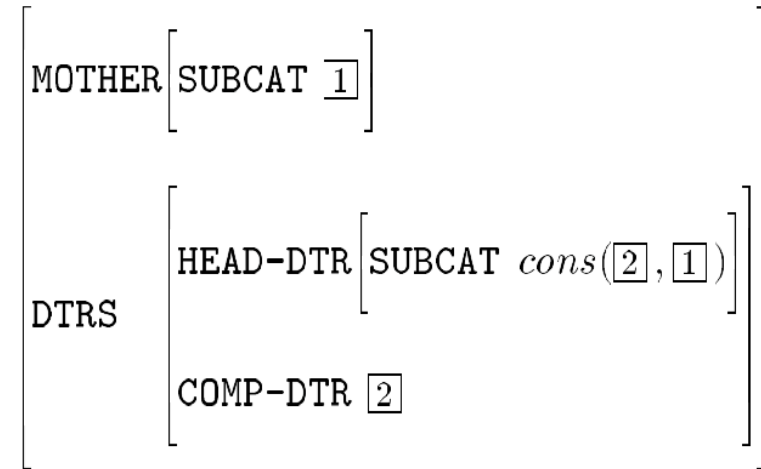 MOTHER[SUBCAT 1]
HEAD-DTR[SUBCAT cons(2,1)]
DTRS
COMP-DTR 2